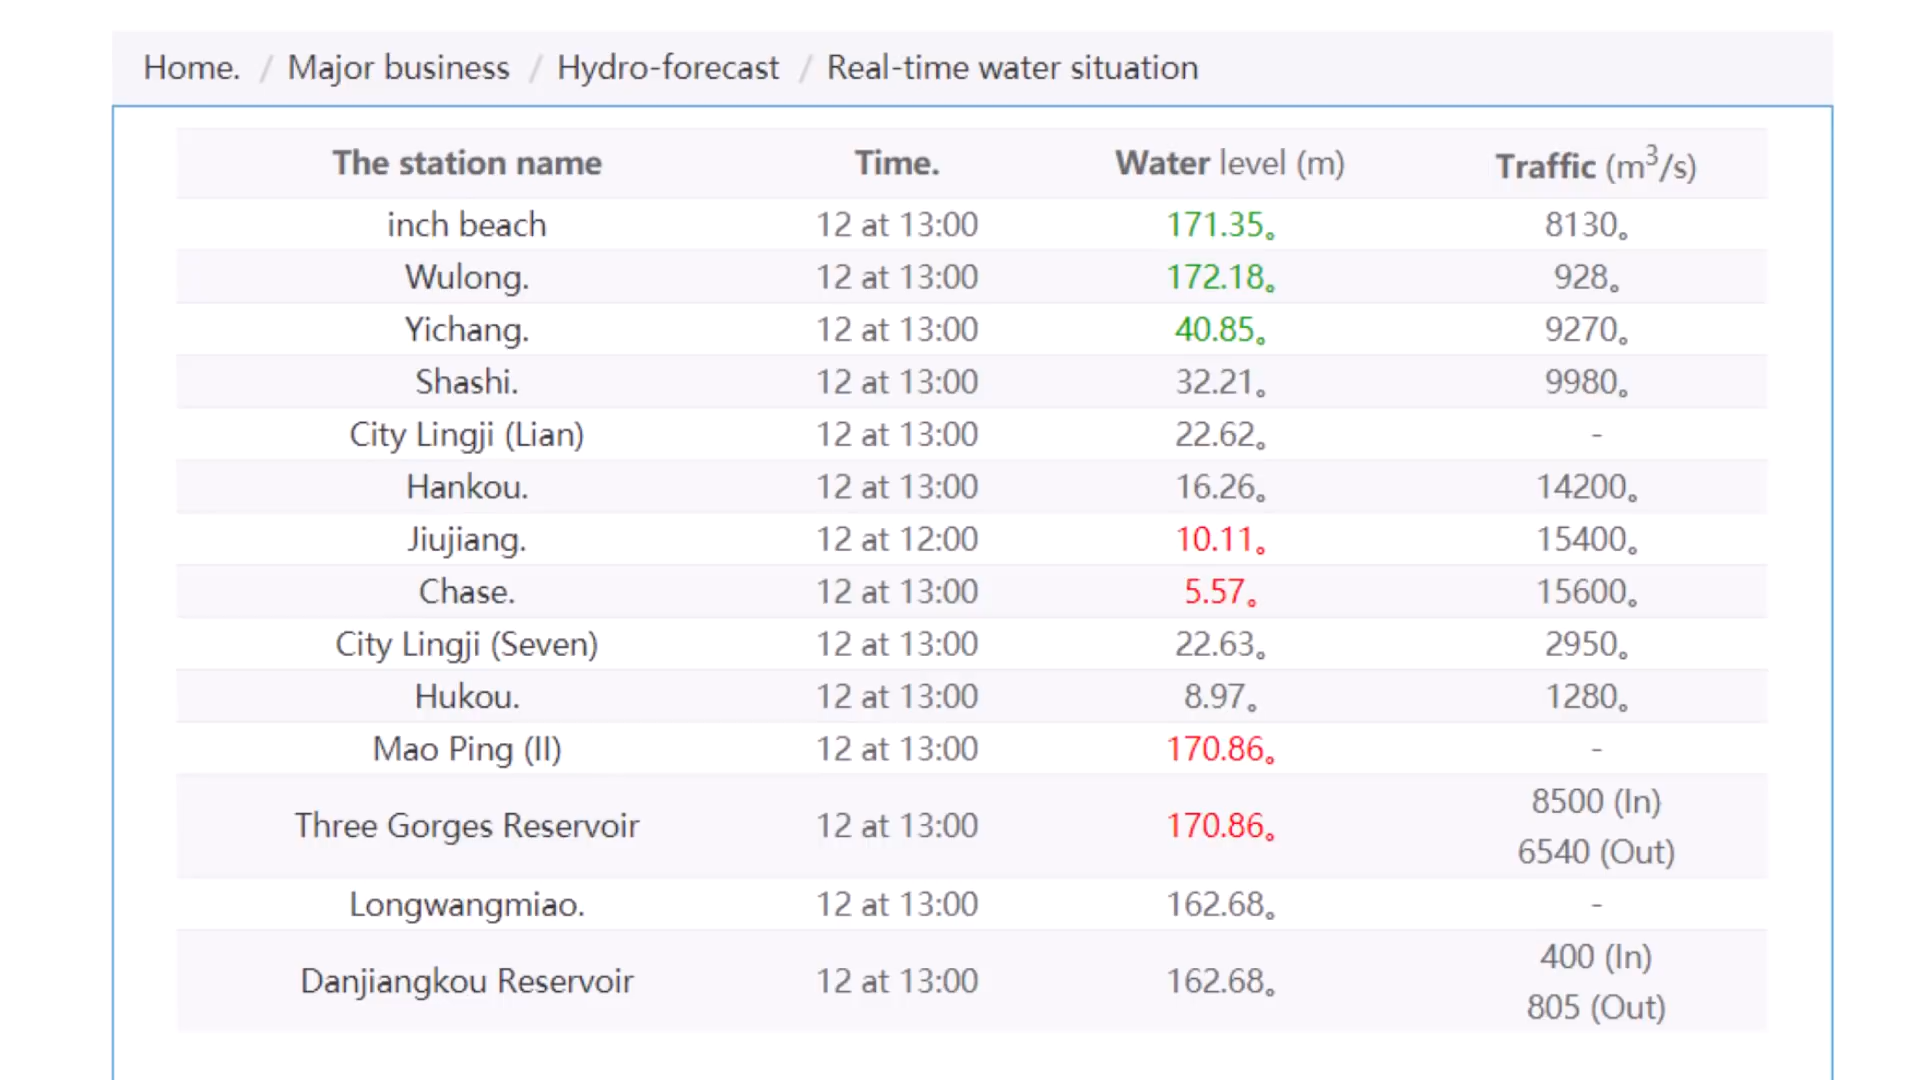 Home. / Major business / Hydro-forecast / Real-time water situation
The station name Time. Water level (m) Traffic (m³/s)
inch beach 12 at 13:00 171.35。 8130。
Wulong. 12 at 13:00 172.18。 928。
Yichang. 12 at 13:00 40.85。 9270。
Shashi. 12 at 13:00 32.21。 9980。
City Lingji (Lian) 12 at 13:00 22.62。 -
Hankou. 12 at 13:00 16.26。 14200。
Jiujiang. 12 at 12:00 10.11。 15400。
Chase. 12 at 13:00 5.57。 15600。
City Lingji (Seven) 12 at 13:00 22.63。 2950。
Hukou. 12 at 13:00 8.97。 1280。
Mao Ping (II) 12 at 13:00 170.86。 -
Three Gorges Reservoir 12 at 13:00 170.86。 8500 (In)
6540 (Out)
Longwangmiao. 12 at 13:00 162.68。 -
Danjiangkou Reservoir 12 at 13:00 162.68。 400 (In)
805 (Out)